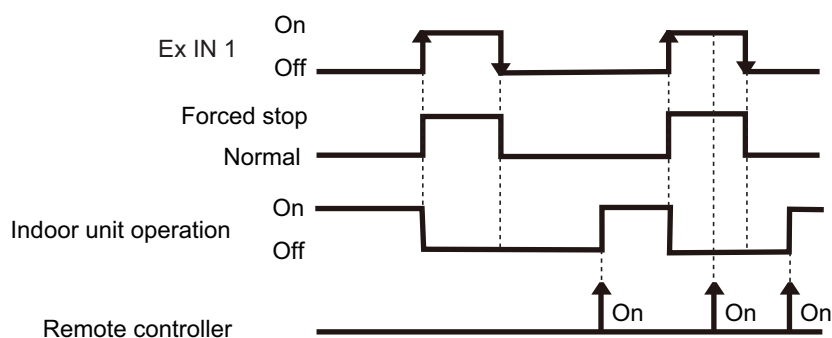 Ex IN 1
On
Off
Forced stop
Normal
Indoor unit operation
On
Off
Remote controller
On
On
On